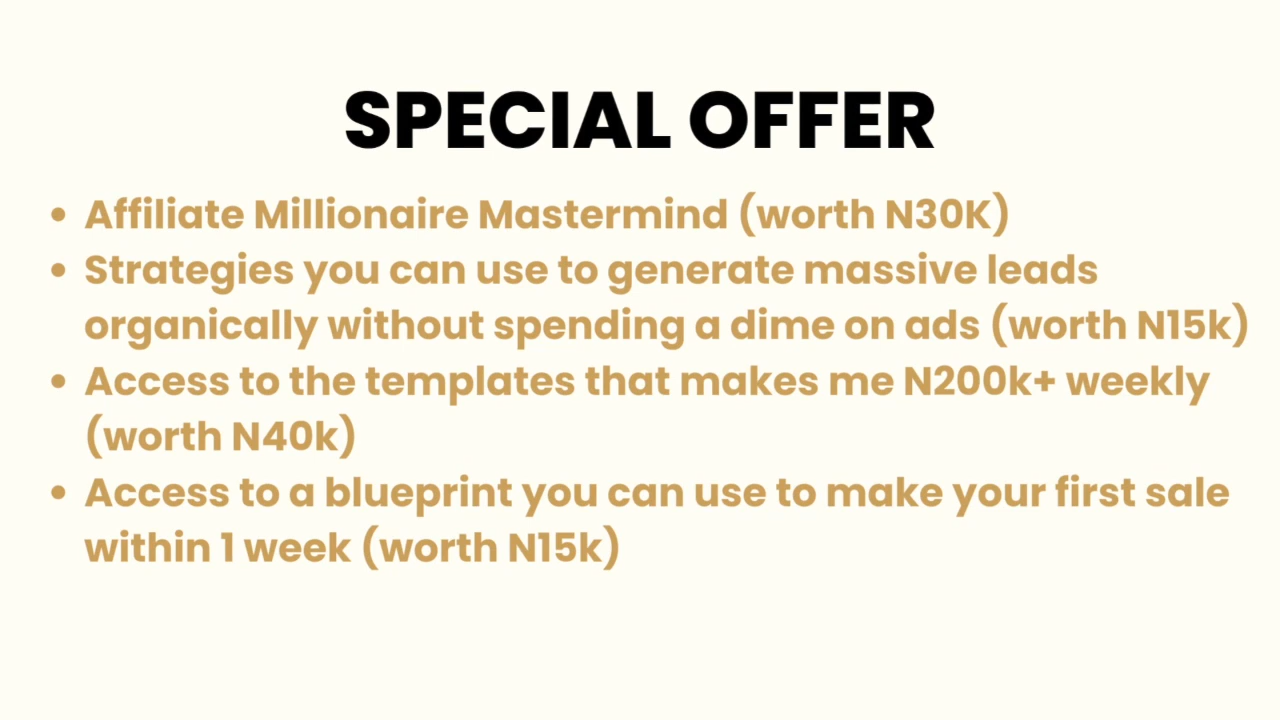 SPECIAL OFFER
• Affiliate Millionaire Mastermind (worth N30K)
• Strategies you can use to generate massive leads
organically without spending a dime on ads (worth N15k)
• Access to the templates that makes me N200k+ weekly
(worth N40k)
• Access to a blueprint you can use to make your first sale
within 1 week (worth N15k)